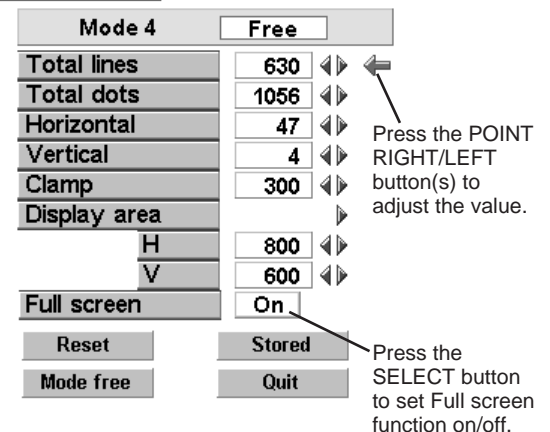 Mode 4 Free
Total lines 630
Total dots 1056
Horizontal 47
Vertical 4
Clamp 300
Display area
H 800
V 600
Full screen On
Reset Stored
Mode free Quit
Press the POINT
RIGHT/LEFT
button(s) to
adjust the value.
Press the
SELECT button
to set Full screen
function on/off.